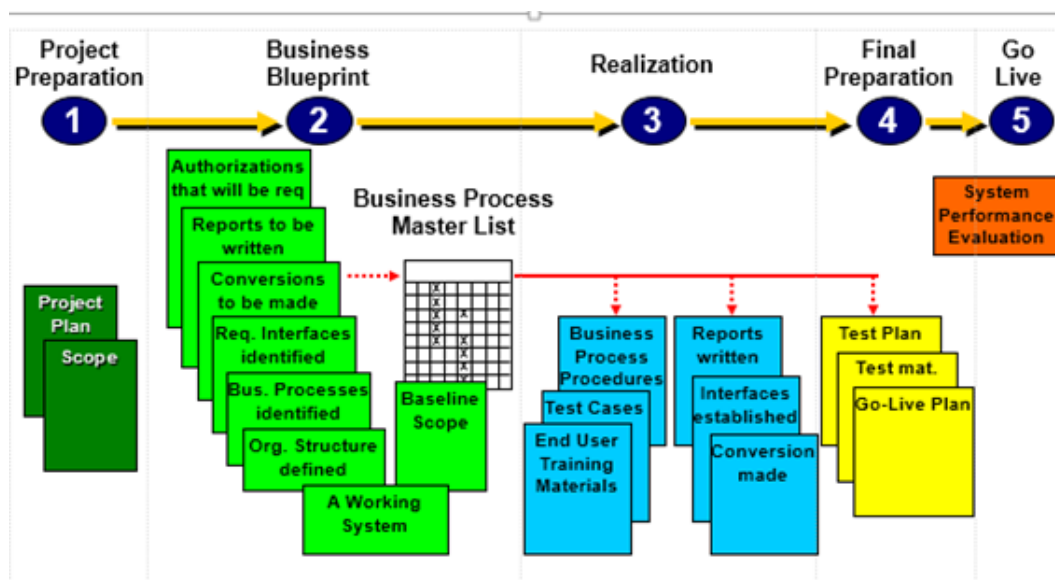 Project
Preparation
Business
Blueprint
Realization
Final
Preparation
Go
Live
1
2
3
4
5
Authorizations
that will be req
Reports to be
written
Conversions
to be made
Req. Interfaces
identified
Bus. Processes
identified
Org. Structure
defined
A Working
System
Business Process
Master List
X
X
X
X
X
X
X
X
X
Baseline
Scope
Project
Plan
Scope
Business
Process
Procedures
Test Cases
End User
Training
Materials
Reports
written
Interfaces
established
Conversion
made
Test Plan
Test mat.
Go-Live Plan
System
Performance
Evaluation